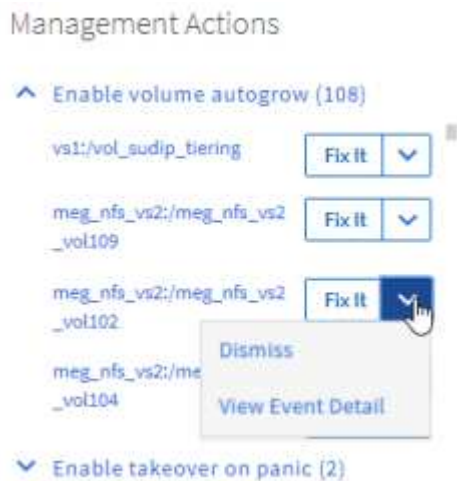 Management Actions
Enable volume autogrow (108)
vs1:/vol_sudip_tiering
Fix It
meg_nfs_vs2:/meg_nfs_vs2
_vol109
Fix It
meg_nfs_vs2:/meg_nfs_vs2
_vol102
Fix It
Dismiss
View Event Detail
meg_nfs_vs2:/me
_vol104
Enable takeover on panic (2)